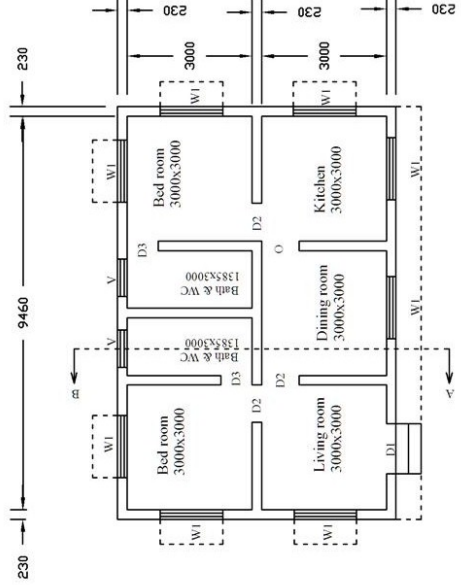 230
230
230
3000
3000
230
9460
230
W1
W1
W1
V
V
W1
Bed room
3000x3000
D3
D2
Kitchen
3000x3000
W1
Bath & WC
1385x3000
O
Dining room
3000x3000
W1
Bath & WC
1385x3000
B
A
D3
D2
D2
Bed room
3000x3000
Living room
3000x3000
D1
W1
W1